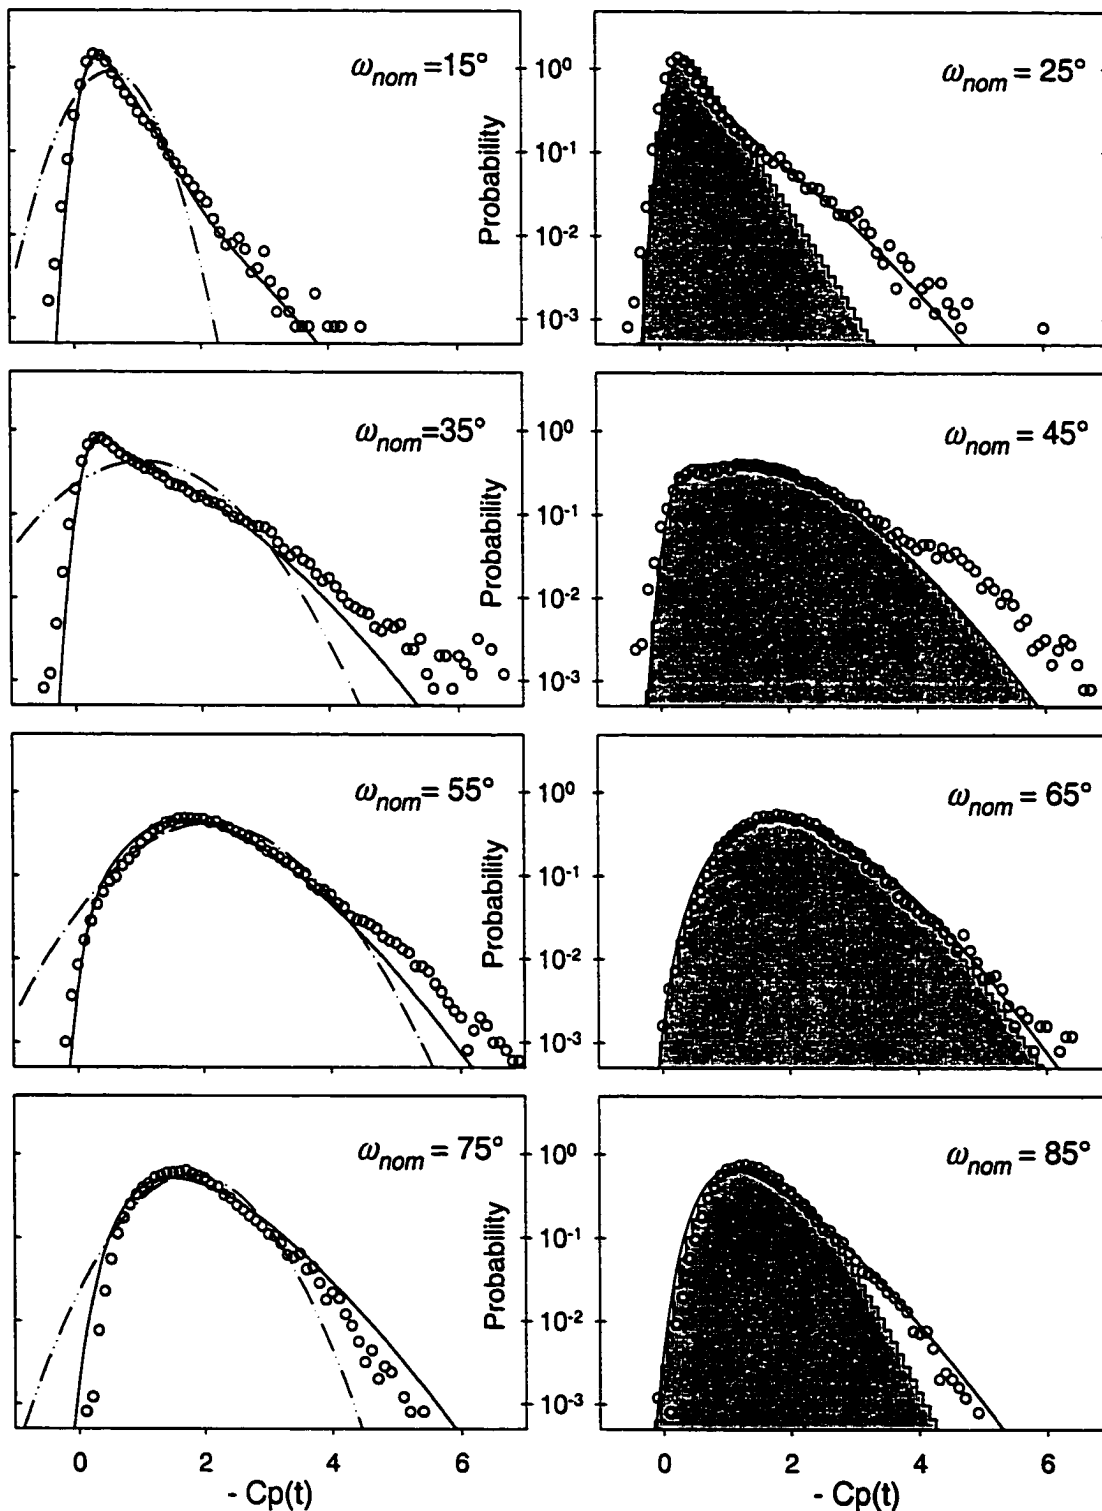 ω_nom =15°
10⁰
10⁻¹
10⁻²
10⁻³
Probability
ω_nom = 25°
ω_nom=35°
10⁰
10⁻¹
10⁻²
10⁻³
Probability
ω_nom = 45°
ω_nom = 55°
10⁰
10⁻¹
10⁻²
10⁻³
Probability
ω_nom = 65°
ω_nom = 75°
10⁰
10⁻¹
10⁻²
10⁻³
Probability
ω_nom = 85°
0 2 4 6
0 2 4 6
- Cp(t)
- Cp(t)